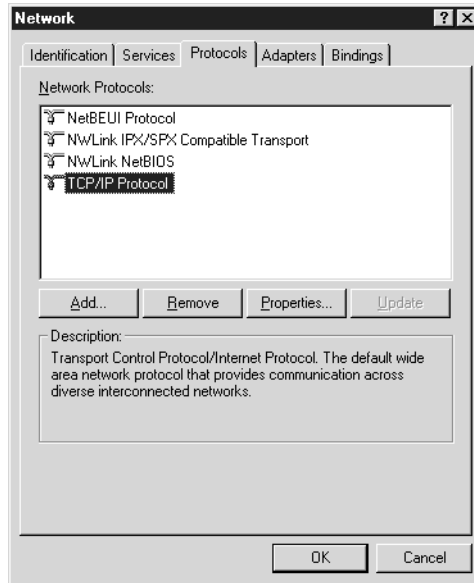 Network
Identification Services Protocols Adapters Bindings
Network Protocols:
NetBEUI Protocol
NWLink IPX/SPX Compatible Transport
NWLink NetBIOS
TCP/IP Protocol
Add... Remove Properties... Update
Description:
Transport Control Protocol/Internet Protocol. The default wide
area network protocol that provides communication across
diverse interconnected networks.
OK Cancel